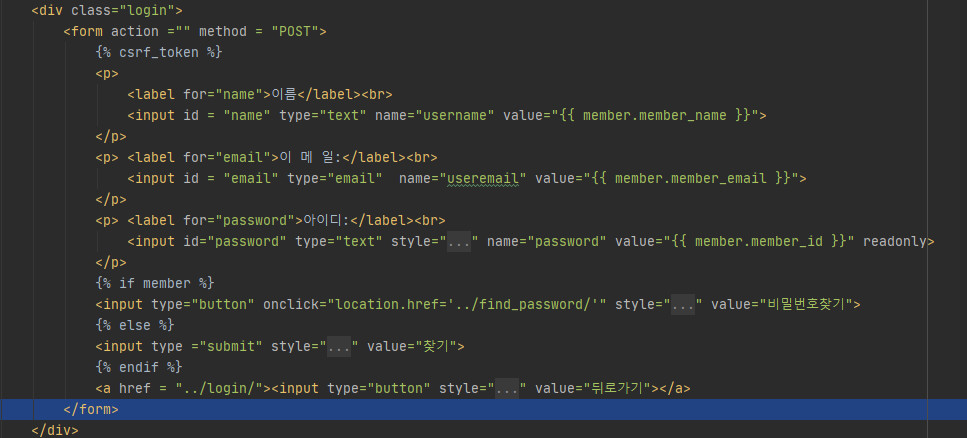 <div class="login">
<form action ="" method = "POST">
{% csrf_token %}
<p>
<label for="name">이름</label><br>
<input id = "name" type="text" name="username" value="{{ member.member_name }}">
</p>
<p> <label for="email">이 메 일:</label><br>
<input id = "email" type="email"  name="useremail" value="{{ member.member_email }}">
</p>
<p> <label for="password">아이디:</label><br>
<input id="password" type="text" style="..." name="password" value="{{ member.member_id }}" readonly>
</p>
{% if member %}
<input type ="button" onclick="location.href='../find_password/'" style="..." value="비밀번호찾기">
{% else %}
<input type ="submit" style="..." value="찾기">
{% endif %}
<a href = "../login/"><input type="button" style="..." value="뒤로가기"></a>
</form>
</div>